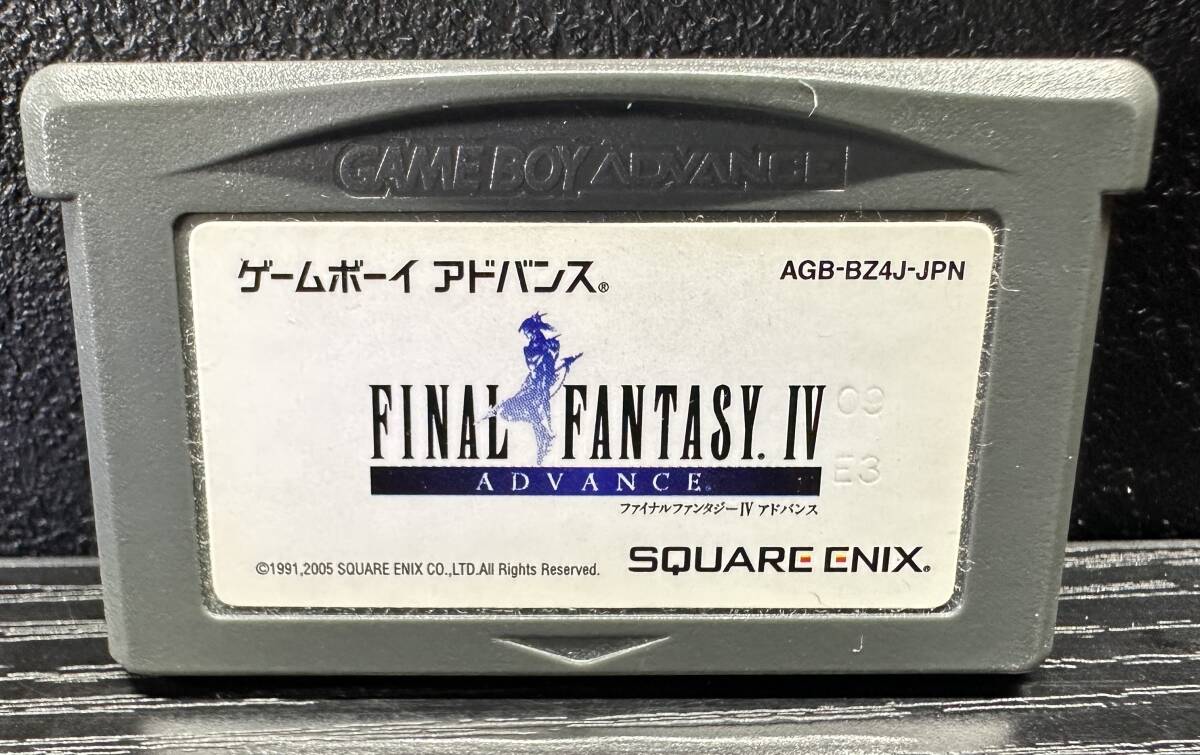 GAME BOY ADVANCE
ゲームボーイ アドバンス®
AGB-BZ4J-JPN
FINAL FANTASY. IV
09
E3
ADVANCE®
ファイナルファンタジーIV アドバンス
©1991,2005 SQUARE ENIX CO.,LTD.All Rights Reserved.
SQUARE ENIX®